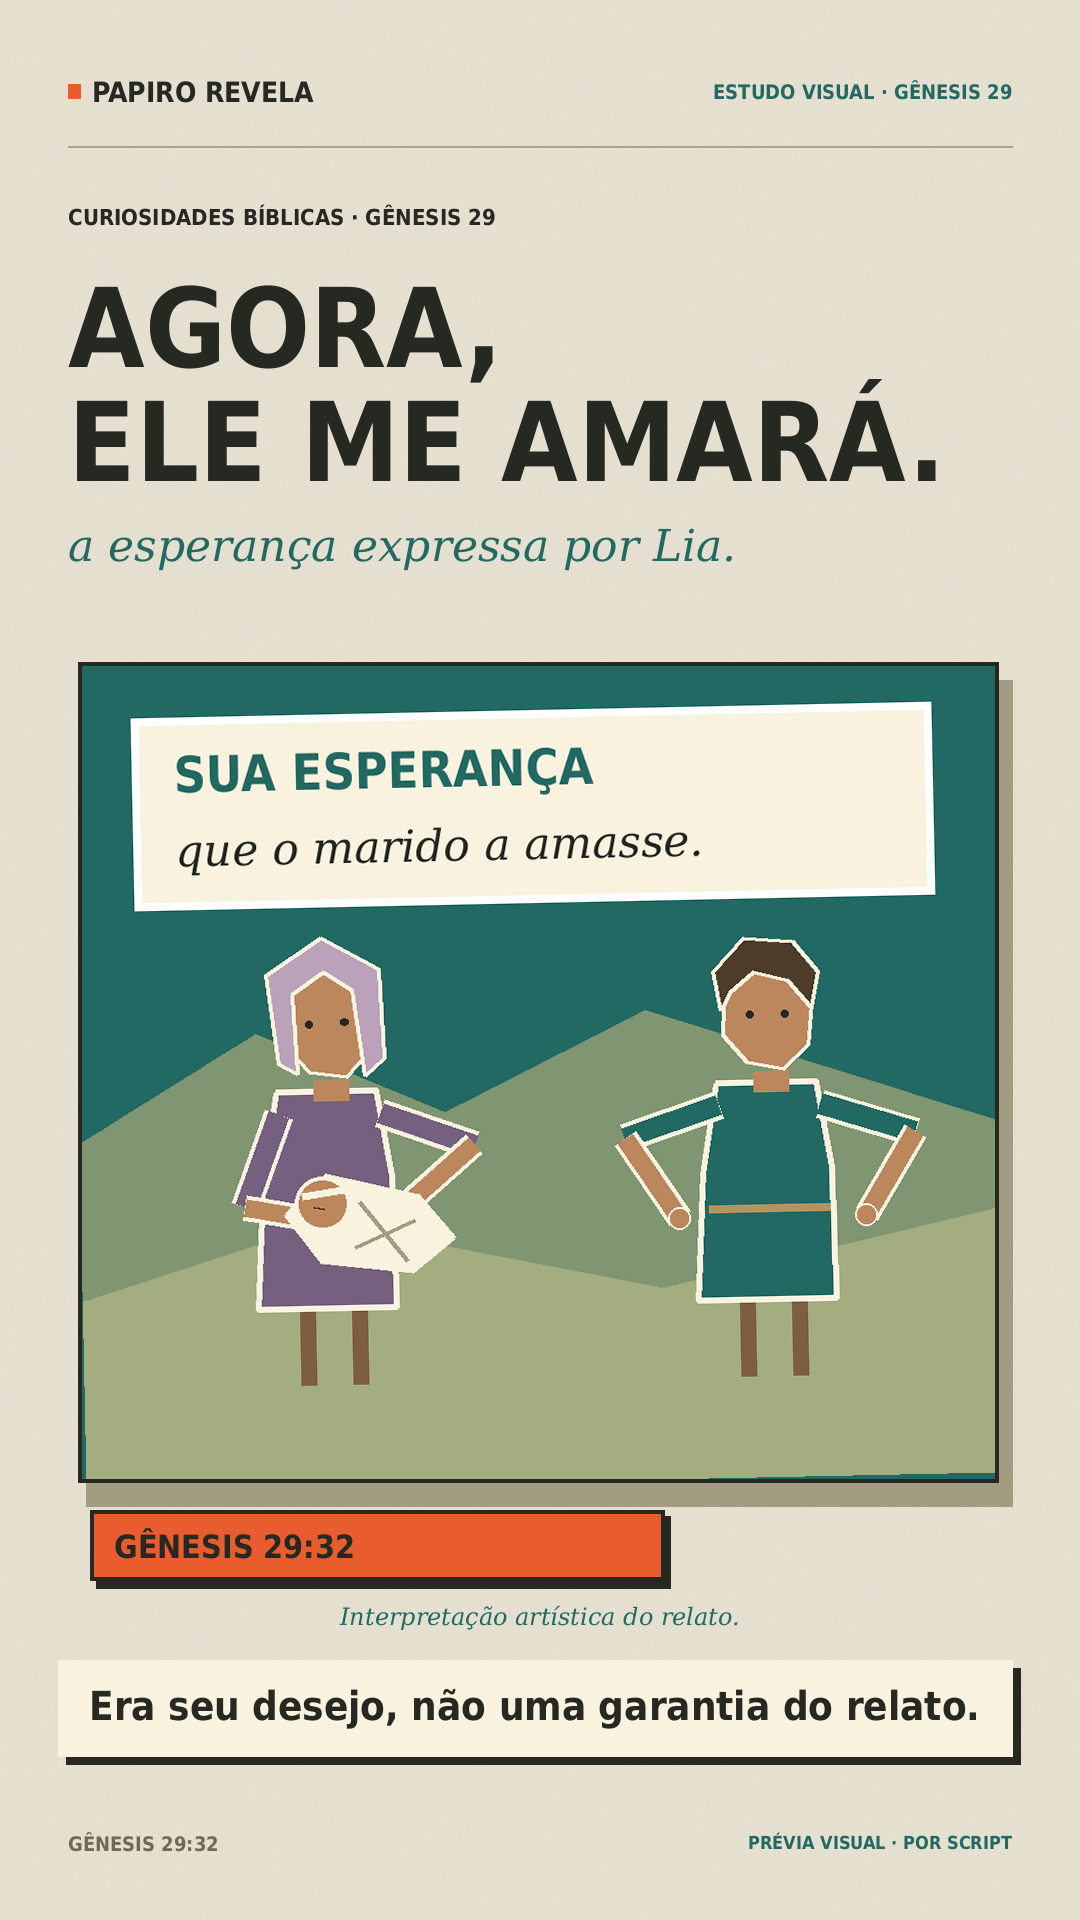 PAPIRO REVELA
ESTUDO VISUAL · GÊNESIS 29
CURIOSIDADES BÍBLICAS · GÊNESIS 29
AGORA,
ELE ME AMARÁ.
a esperança expressa por Lia.
SUA ESPERANÇA
que o marido a amasse.
GÊNESIS 29:32
Interpretação artística do relato.
Era seu desejo, não uma garantia do relato.
GÊNESIS 29:32
PRÉVIA VISUAL · POR SCRIPT